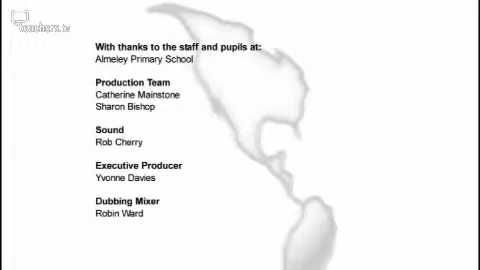 teachers.tv
With thanks to the staff and pupils at:
Almeley Primary School
Production Team
Catherine Mainstone
Sharon Bishop
Sound
Rob Cherry
Executive Producer
Yvonne Davies
Dubbing Mixer
Robin Ward